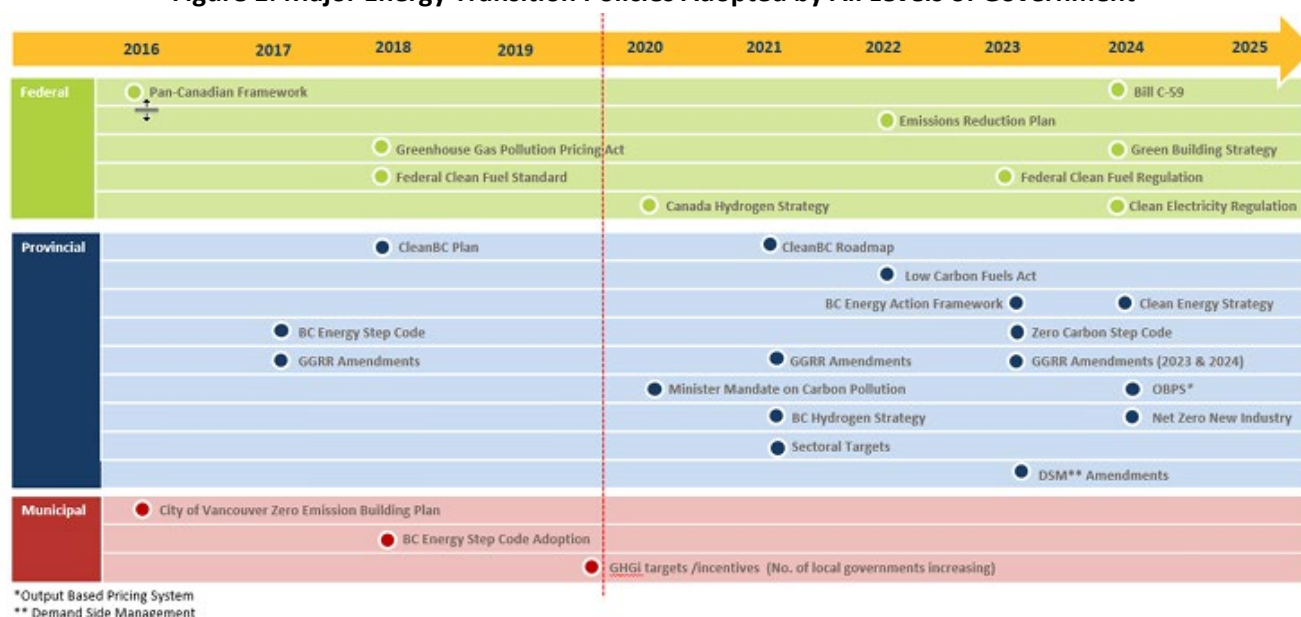 2016 2017 2018 2019 2020 2021 2022 2023 2024 2025
Federal
Pan-Canadian Framework Bill C-59
Emissions Reduction Plan
Greenhouse Gas Pollution Pricing Act Green Building Strategy
Federal Clean Fuel Standard Federal Clean Fuel Regulation
Canada Hydrogen Strategy Clean Electricity Regulation
Provincial
CleanBC Plan CleanBC Roadmap
Low Carbon Fuels Act
BC Energy Action Framework Clean Energy Strategy
BC Energy Step Code Zero Carbon Step Code
GGRR Amendments GGRR Amendments GGRR Amendments (2023 & 2024)
Minister Mandate on Carbon Pollution OBPS*
BC Hydrogen Strategy Net Zero New Industry
Sectoral Targets
DSM** Amendments
Municipal
City of Vancouver Zero Emission Building Plan
BC Energy Step Code Adoption
GHGi targets /incentives (No. of local governments increasing)
*Output Based Pricing System
** Demand Side Management